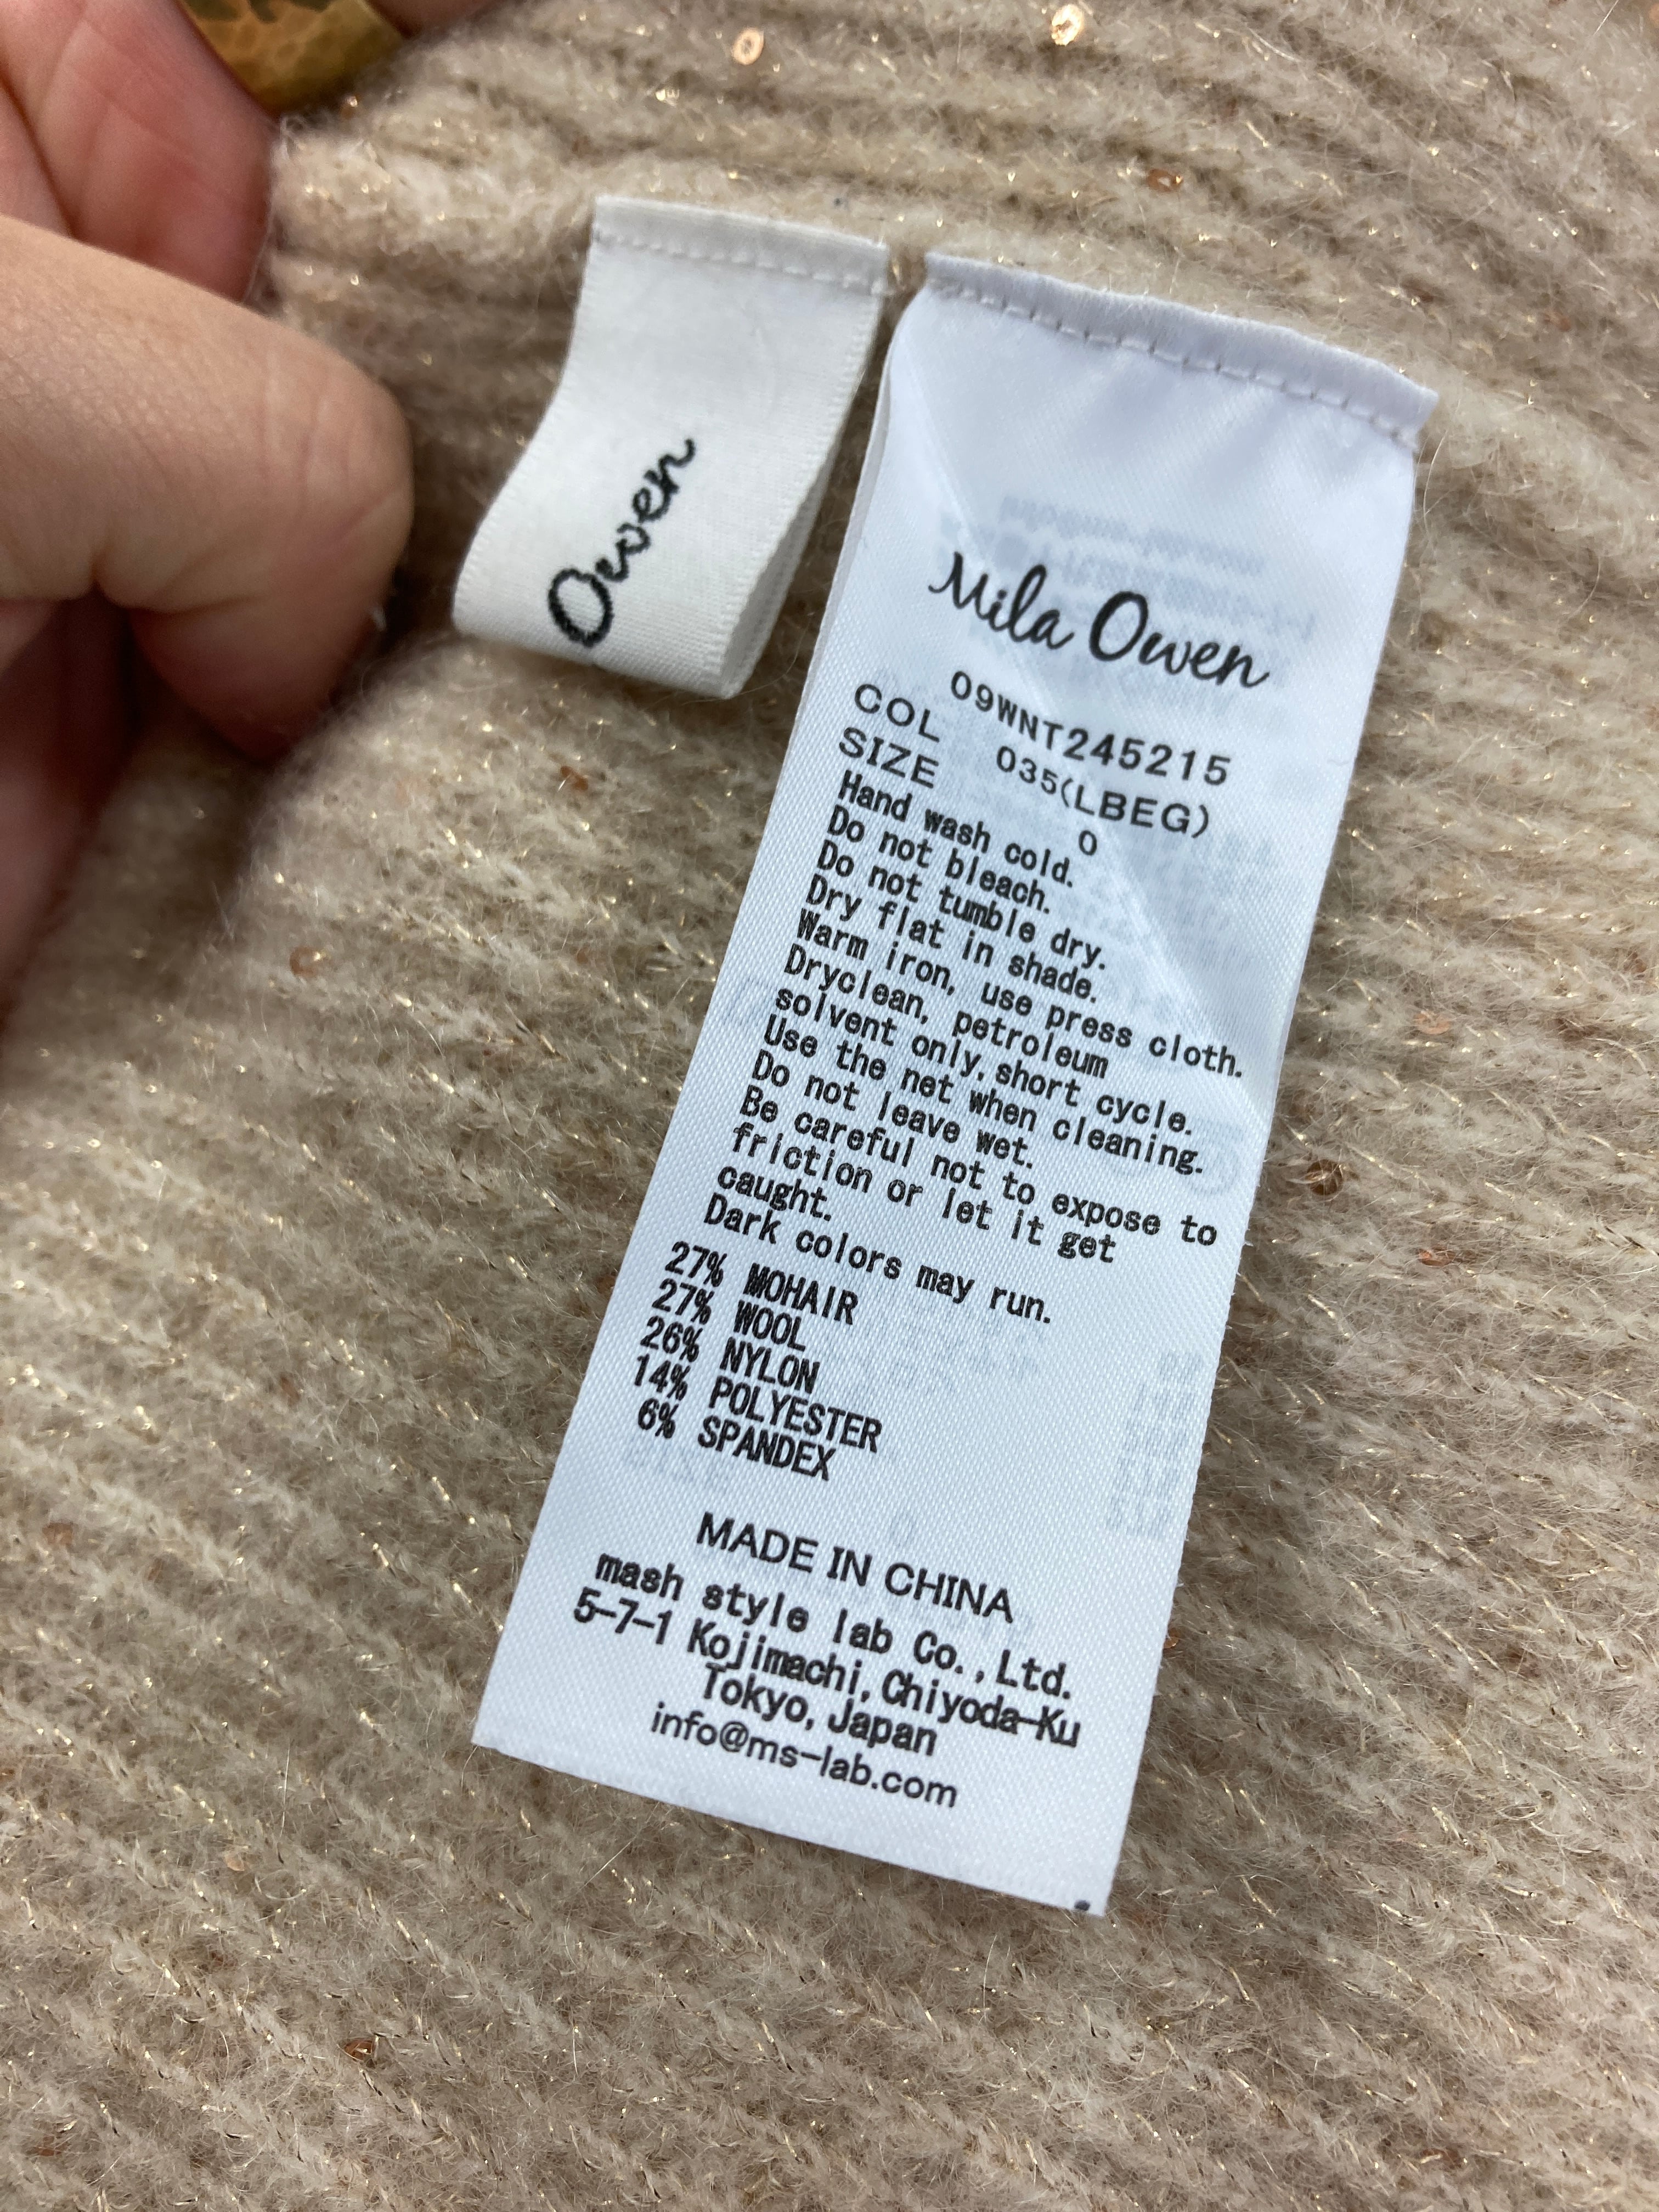 Owen
Mila Owen
09WNT245215
COL 035(LBEG)
SIZE 0
Hand wash cold.
Do not bleach.
Do not tumble dry.
Dry flat in shade.
Warm iron, use press cloth.
Dryclean, petroleum
solvent only, short cycle.
Use the net when cleaning.
Do not leave wet.
Be careful not to expose to
friction or let it get
caught.
Dark colors may run.
27% MOHAIR
27% WOOL
26% NYLON
14% POLYESTER
6% SPANDEX
MADE IN CHINA
mash style lab Co., Ltd.
5-7-1 Kojimachi, Chiyoda-Ku
Tokyo, Japan
info@ms-lab.com